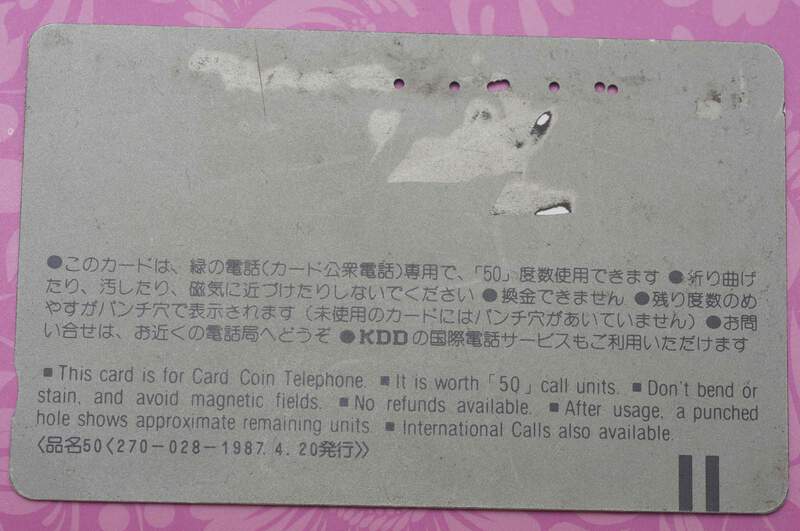 ●このカードは、緑の電話(カード公衆電話)専用で、「50」度数使用できます ●折り曲げ
たり、汚したり、磁気に近づけたりしないでください ●換金できません ●残り度数のめ
やすがパンチ穴で表示されます(未使用のカードにはパンチ穴があいていません) ●お問
い合せは、お近くの電話局へどうぞ ●KDDの国際電話サービスもご利用いただけます
■ This card is for Card Coin Telephone. ■ It is worth「50」call units. ■ Don't bend or
stain, and avoid magnetic fields. ■ No refunds available. ■ After usage, a punched
hole shows approximate remaining units. ■ International Calls also available.
〈品名50〈270-028-1987. 4. 20発行〉〉